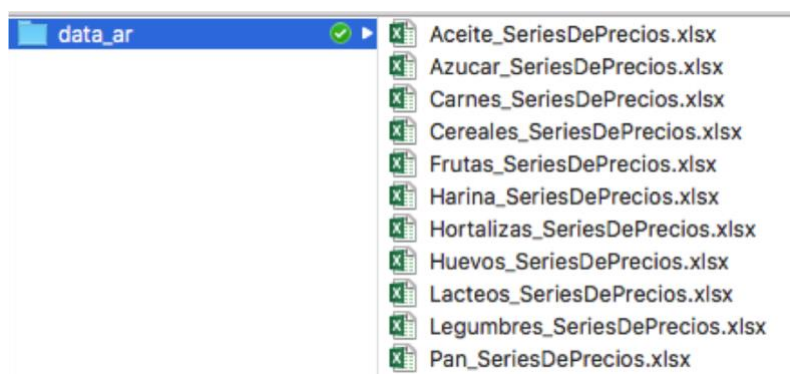 data_ar
Aceite_SeriesDePrecios.xlsx
Azucar_SeriesDePrecios.xlsx
Carnes_SeriesDePrecios.xlsx
Cereales_SeriesDePrecios.xlsx
Frutas_SeriesDePrecios.xlsx
Harina_SeriesDePrecios.xlsx
Hortalizas_SeriesDePrecios.xlsx
Huevos_SeriesDePrecios.xlsx
Lacteos_SeriesDePrecios.xlsx
Legumbres_SeriesDePrecios.xlsx
Pan_SeriesDePrecios.xlsx